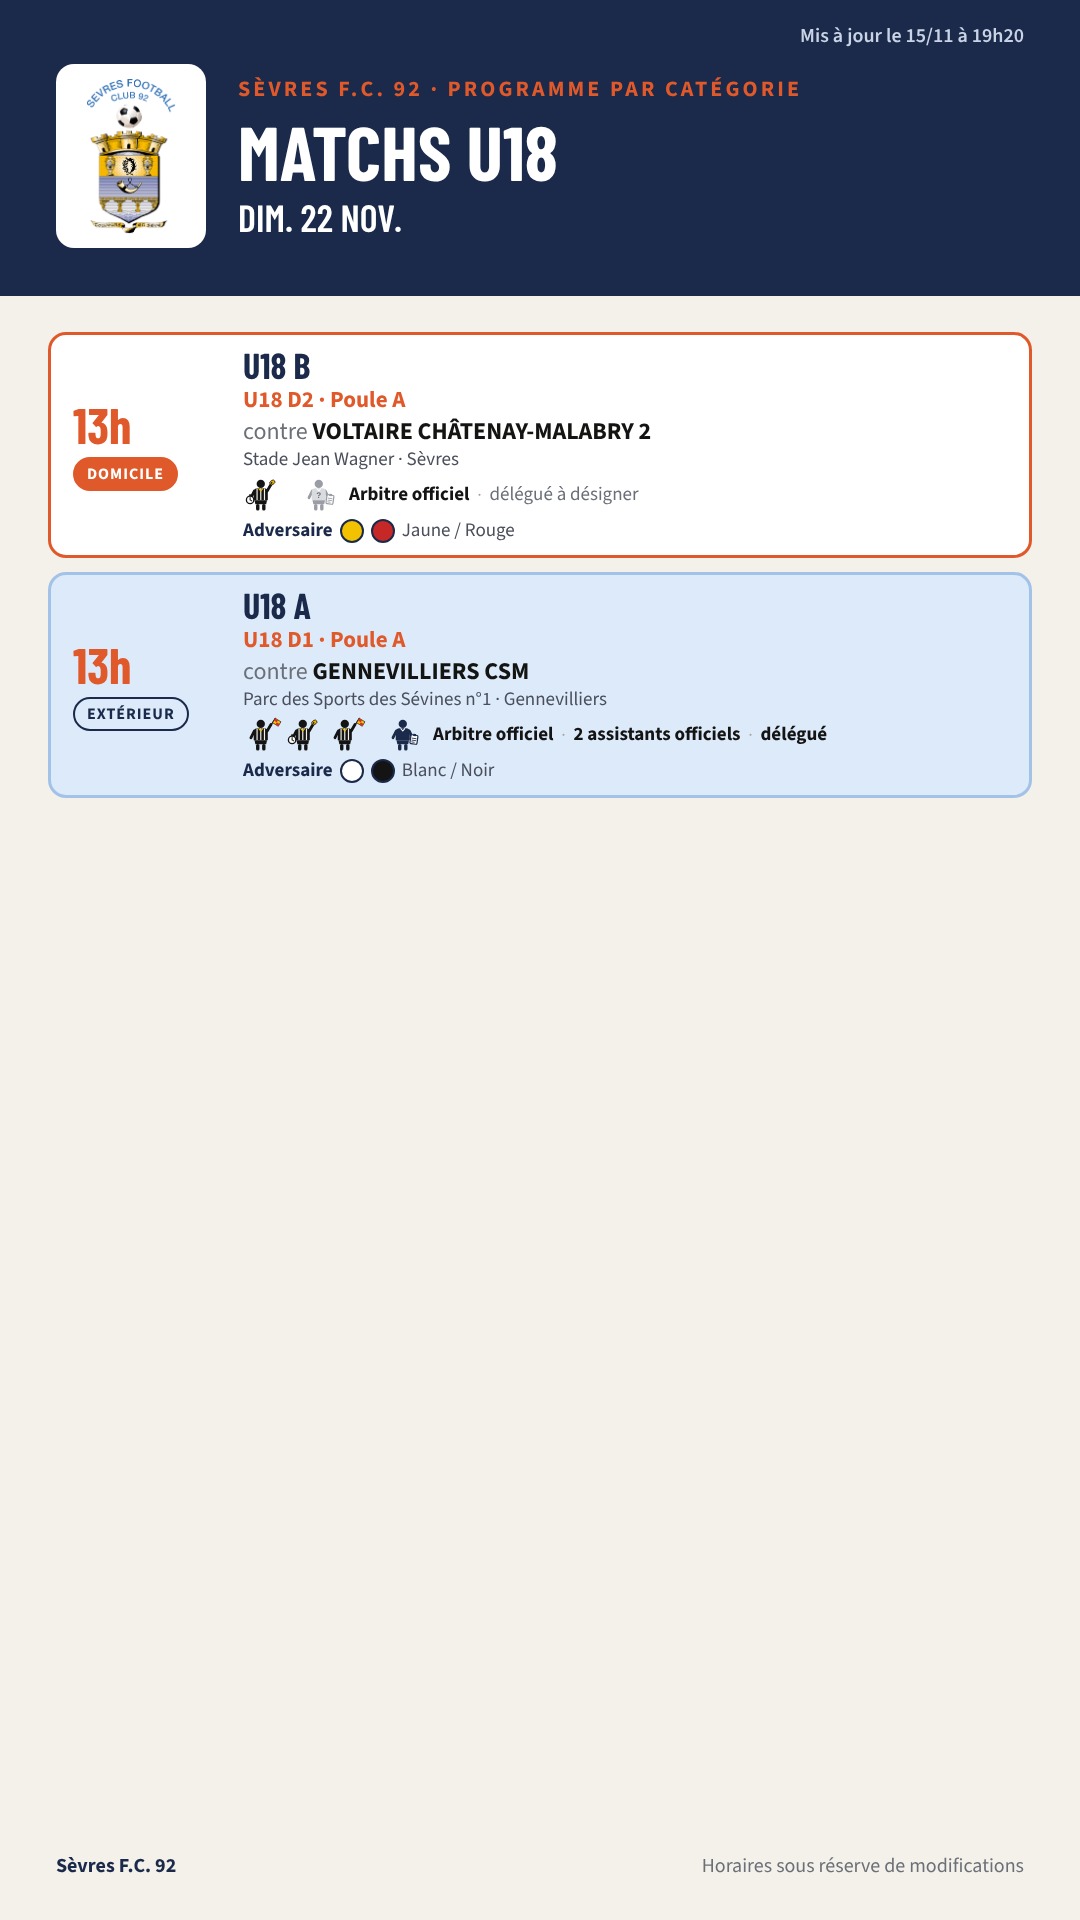 Mis à jour le 15/11 à 19h20
SEVRES FOOTBALL
CLUB 92
SÈVRES F.C. 92 · PROGRAMME PAR CATÉGORIE
MATCHS U18
DIM. 22 NOV.
U18 B
U18 D2 · Poule A
13h
contre VOLTAIRE CHÂTENAY-MALABRY 2
DOMICILE
Stade Jean Wagner · Sèvres
? Arbitre officiel · délégué à désigner
Adversaire Jaune / Rouge
U18 A
U18 D1 · Poule A
13h
contre GENNEVILLIERS CSM
EXTÉRIEUR
Parc des Sports des Sévines n°1 · Gennevilliers
Arbitre officiel · 2 assistants officiels · délégué
Adversaire Blanc / Noir
Sèvres F.C. 92
Horaires sous réserve de modifications